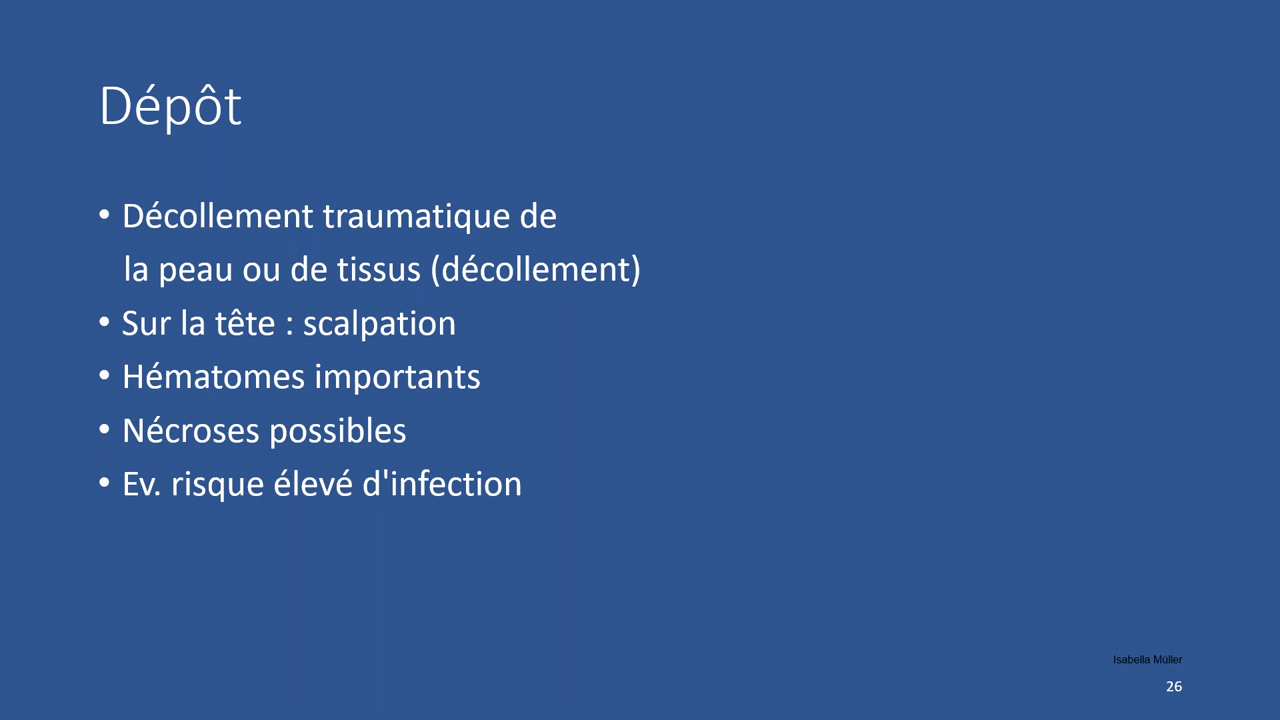 Dépôt
• Décollement traumatique de
la peau ou de tissus (décollement)
• Sur la tête : scalpation
• Hématomes importants
• Nécroses possibles
• Ev. risque élevé d'infection
Isabella Müller
26